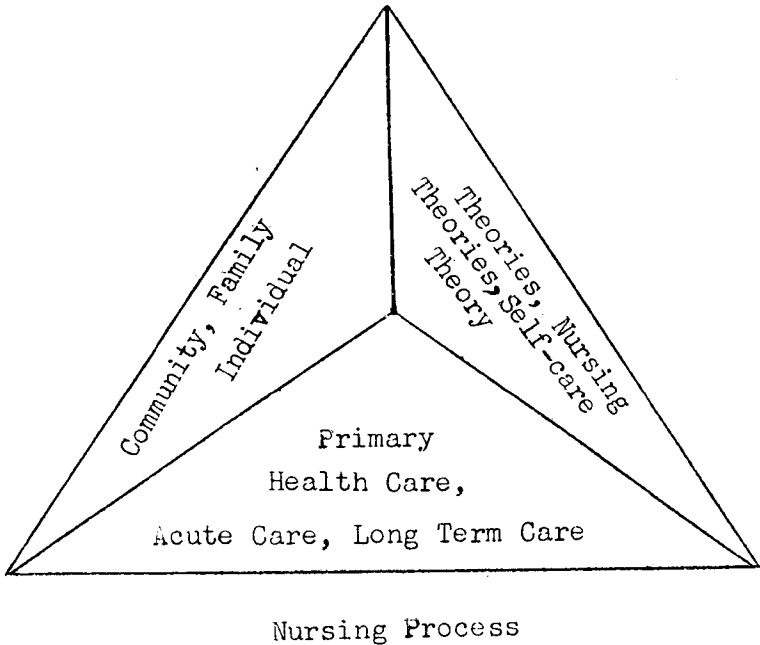 Community, Family
Individual
Theories, Nursing
Theories, Self-care
Theory
Primary
Health Care,
Acute Care, Long Term Care
Nursing Process